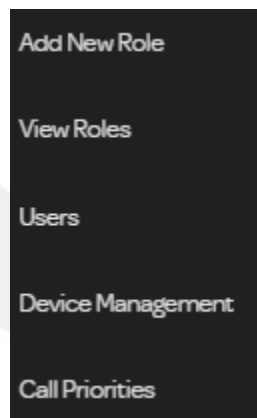 Add New Role
View Roles
Users
Device Management
Call Priorities